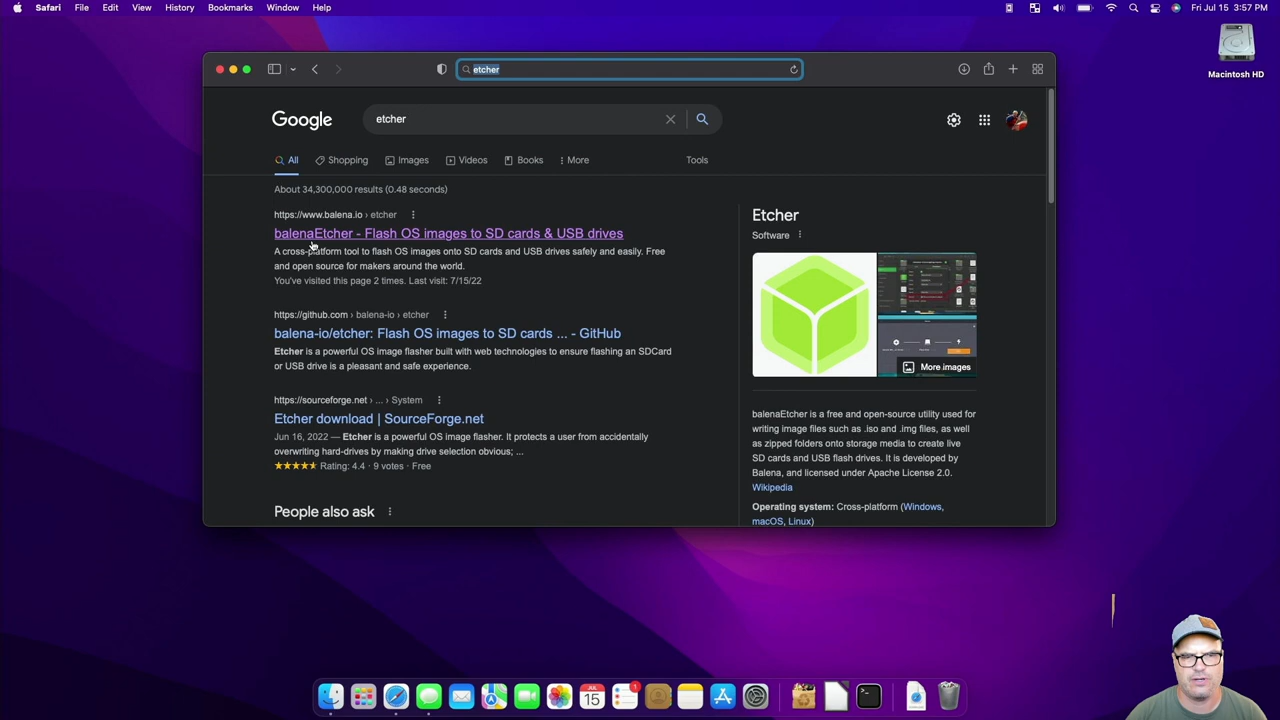 Safari File Edit View History Bookmarks Window Help
Fri Jul 15 3:57 PM
Macintosh HD
etcher
Google
etcher
All Shopping Images Videos Books More Tools
About 34,300,000 results (0.48 seconds)
https://www.balena.io › etcher
balenaEtcher - Flash OS images to SD cards & USB drives
A cross-platform tool to flash OS images onto SD cards and USB drives safely and easily. Free
and open source for makers around the world.
You've visited this page 2 times. Last visit: 7/15/22
https://github.com › balena-io › etcher
balena-io/etcher: Flash OS images to SD cards ... - GitHub
Etcher is a powerful OS image flasher built with web technologies to ensure flashing an SDCard
or USB drive is a pleasant and safe experience.
https://sourceforge.net › ... › System
Etcher download | SourceForge.net
Jun 16, 2022 — Etcher is a powerful OS image flasher. It protects a user from accidentally
overwriting hard-drives by making drive selection obvious; ...
Rating: 4.4 · 9 votes · Free
People also ask
Etcher
Software
More images
balenaEtcher is a free and open-source utility used for
writing image files such as .iso and .img files, as well
as zipped folders onto storage media to create live
SD cards and USB flash drives. It is developed by
Balena, and licensed under Apache License 2.0.
Wikipedia
Operating system: Cross-platform (Windows,
macOS, Linux)
JUL
15
1